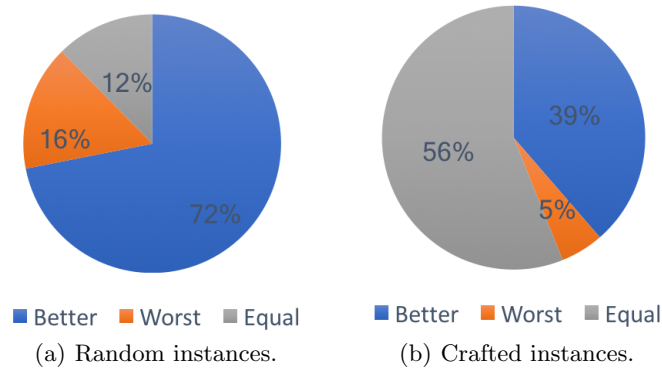 12%
16%
72%
Better Worst Equal
(a) Random instances.
39%
56%
5%
Better Worst Equal
(b) Crafted instances.